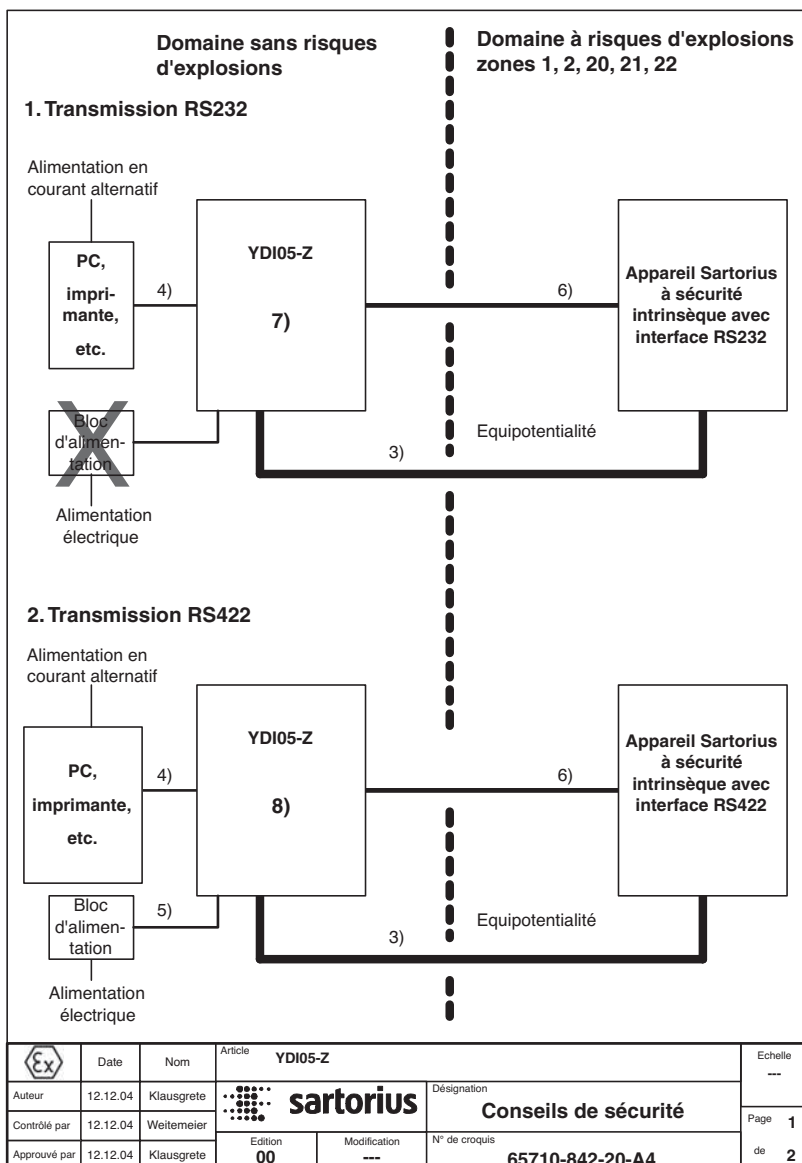 Domaine sans risques
d'explosions
Domaine à risques d'explosions
zones 1, 2, 20, 21, 22
1. Transmission RS232
Alimentation en
courant alternatif
PC,
impri-
mante,
etc.
4)
YDI05-Z
7)
6)
Appareil Sartorius
à sécurité
intrinsèque avec
interface RS232
Bloc
d'alimen-
tation
Equipotentialité
3)
Alimentation
électrique
2. Transmission RS422
Alimentation en
courant alternatif
PC,
imprimante,
etc.
4)
YDI05-Z
8)
6)
Appareil Sartorius
à sécurité
intrinsèque avec
interface RS422
Bloc
d'alimen-
tation
5)
Equipotentialité
3)
Alimentation
électrique
Ex
Date
Nom
Article
YDI05-Z
Echelle
---
Auteur
12.12.04
Klausgrete
sartorius
Désignation
Conseils de sécurité
Contrôlé par
12.12.04
Weitemeier
Page 1
Approuvé par
12.12.04
Klausgrete
Edition
00
Modification
---
N° de croquis
65710-842-20-A4
de 2